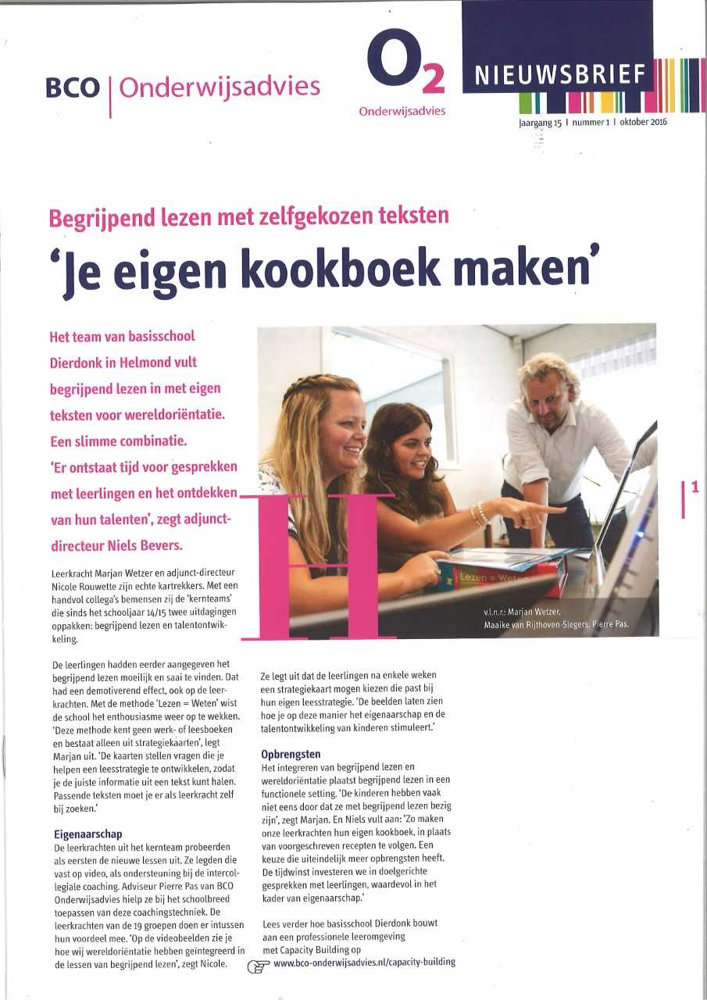 BCO | Onderwijsadvies
O2
Onderwijsadvies
NIEUWSBRIEF
Jaargang 15 | nummer 1 | oktober 2016
Begrijpend lezen met zelfgekozen teksten
‘Je eigen kookboek maken’
Het team van basisschool
Dierdonk in Helmond vult
begrijpend lezen in met eigen
teksten voor wereldoriëntatie.
Een slimme combinatie.
‘Er ontstaat tijd voor gesprekken
met leerlingen en het ontdekken
van hun talenten’, zegt adjunct-
directeur Niels Bevers.
H
Lezen = Weten
v.l.n.r.: Marjan Wetzer,
Maaike van Rijthoven-Slegers, Pierre Pas.
1
Leerkracht Marjan Wetzer en adjunct-directeur
Nicole Rouwette zijn echte kartrekkers. Met een
handvol collega’s bemensen zij de ‘kernteams’
die sinds het schooljaar 14/15 twee uitdagingen
oppakken: begrijpend lezen en talentontwik-
keling.
De leerlingen hadden eerder aangegeven het
begrijpend lezen moeilijk en saai te vinden. Dat
had een demotiverend effect, ook op de leer-
krachten. Met de methode ‘Lezen = Weten’ wist
de school het enthousiasme weer op te wekken.
‘Deze methode kent geen werk- of leesboeken
en bestaat alleen uit strategiekaarten’, legt
Marjan uit. ‘De kaarten stellen vragen die je
helpen een leesstrategie te ontwikkelen, zodat
je de juiste informatie uit een tekst kunt halen.
Passende teksten moet je er als leerkracht zelf
bij zoeken.’
Eigenaarschap
De leerkrachten uit het kernteam probeerden
als eersten de nieuwe lessen uit. Ze legden die
vast op video, als ondersteuning bij de intercol-
legiale coaching. Adviseur Pierre Pas van BCO
Onderwijsadvies hielp ze bij het schoolbreed
toepassen van deze coachingstechniek. De
leerkrachten van de 19 groepen doen er intussen
hun voordeel mee. ‘Op de videobeelden zie je
hoe wij wereldoriëntatie hebben geïntegreerd in
de lessen van begrijpend lezen’, zegt Nicole.
Ze legt uit dat de leerlingen na enkele weken
een strategiekaart mogen kiezen die past bij
hun eigen leesstrategie. ‘De beelden laten zien
hoe je op deze manier het eigenaarschap en de
talentontwikkeling van kinderen stimuleert.’
Opbrengsten
Het integreren van begrijpend lezen en
wereldoriëntatie plaatst begrijpend lezen in een
functionele setting. ‘De kinderen hebben vaak
niet eens door dat ze met begrijpend lezen bezig
zijn’, zegt Marjan. En Niels vult aan: ‘Zo maken
onze leerkrachten hun eigen kookboek, in plaats
van voorgeschreven recepten te volgen. Een
keuze die uiteindelijk meer opbrengsten heeft.
De tijdwinst investeren we in doelgerichte
gesprekken met leerlingen, waardevol in het
kader van eigenaarschap.’
Lees verder hoe basisschool Dierdonk bouwt
aan een professionele leeromgeving
met Capacity Building op
www.bco-onderwijsadvies.nl/capacity-building